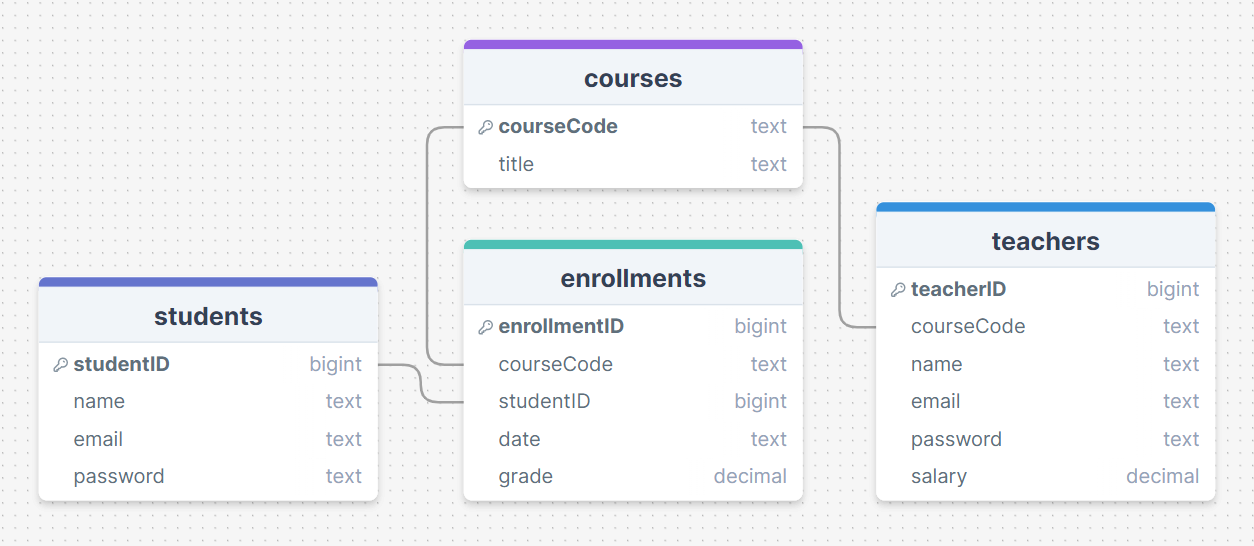 courses
courseCode text
title text
enrollments
enrollmentID bigint
courseCode text
studentID bigint
date text
grade decimal
students
studentID bigint
name text
email text
password text
teachers
teacherID bigint
courseCode text
name text
email text
password text
salary decimal